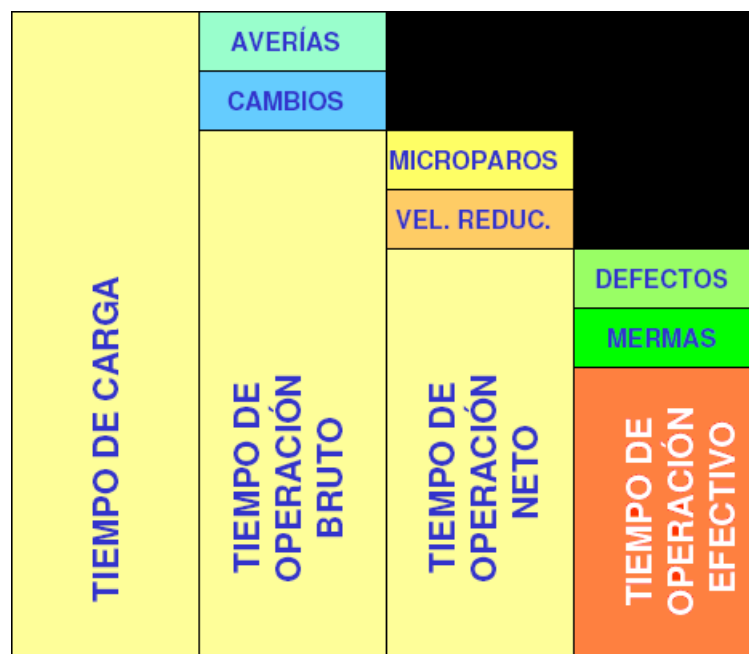 AVERÍAS
CAMBIOS
MICROPAROS
VEL. REDUC.
DEFECTOS
MERMAS
TIEMPO DE CARGA
TIEMPO DE
OPERACIÓN
BRUTO
TIEMPO DE
OPERACIÓN
NETO
TIEMPO DE
OPERACIÓN
EFECTIVO